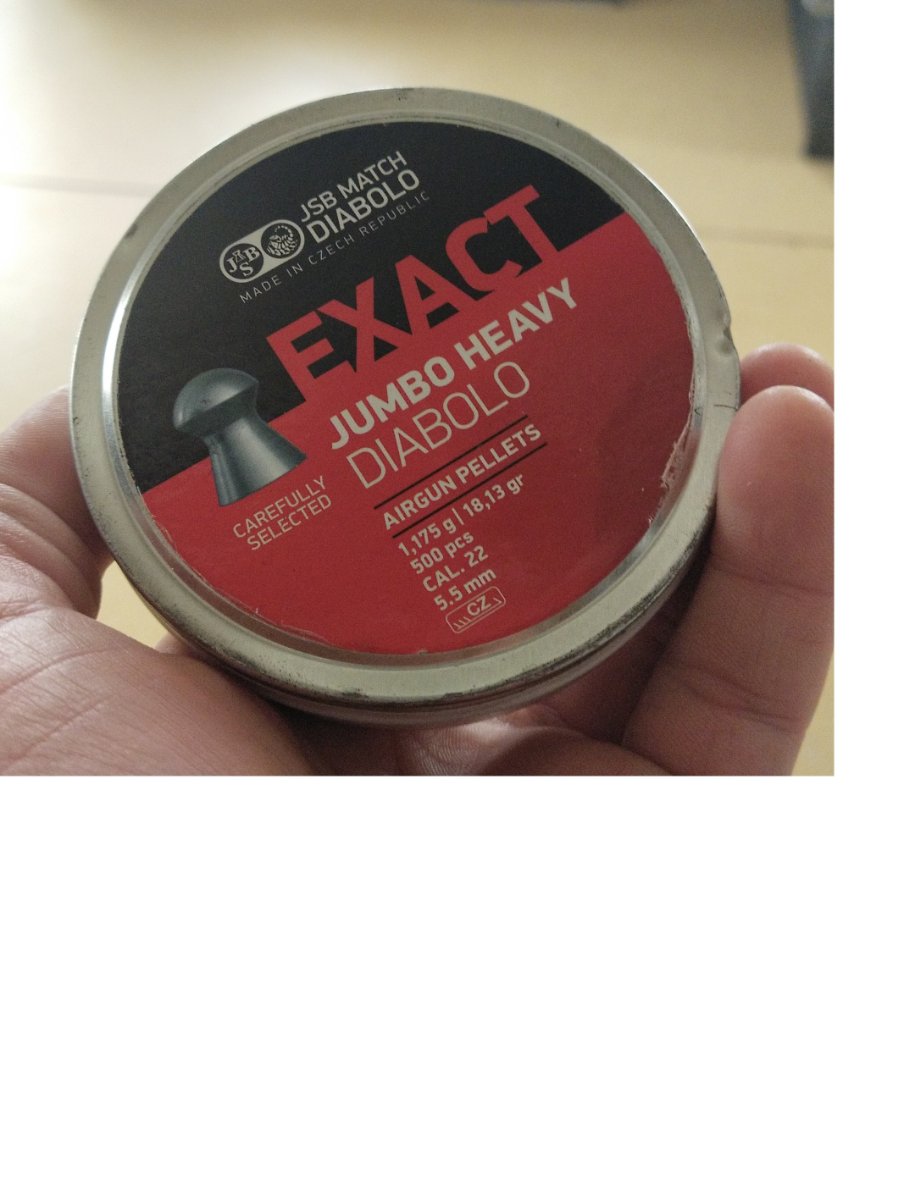 JSB
JSB MATCH
DIABOLO
MADE IN CZECH REPUBLIC
EXACT
JUMBO HEAVY
DIABOLO
AIRGUN PELLETS
CAREFULLY
SELECTED
1,175 g | 18,13 gr
500 pcs
CAL. 22
5.5 mm
CZ